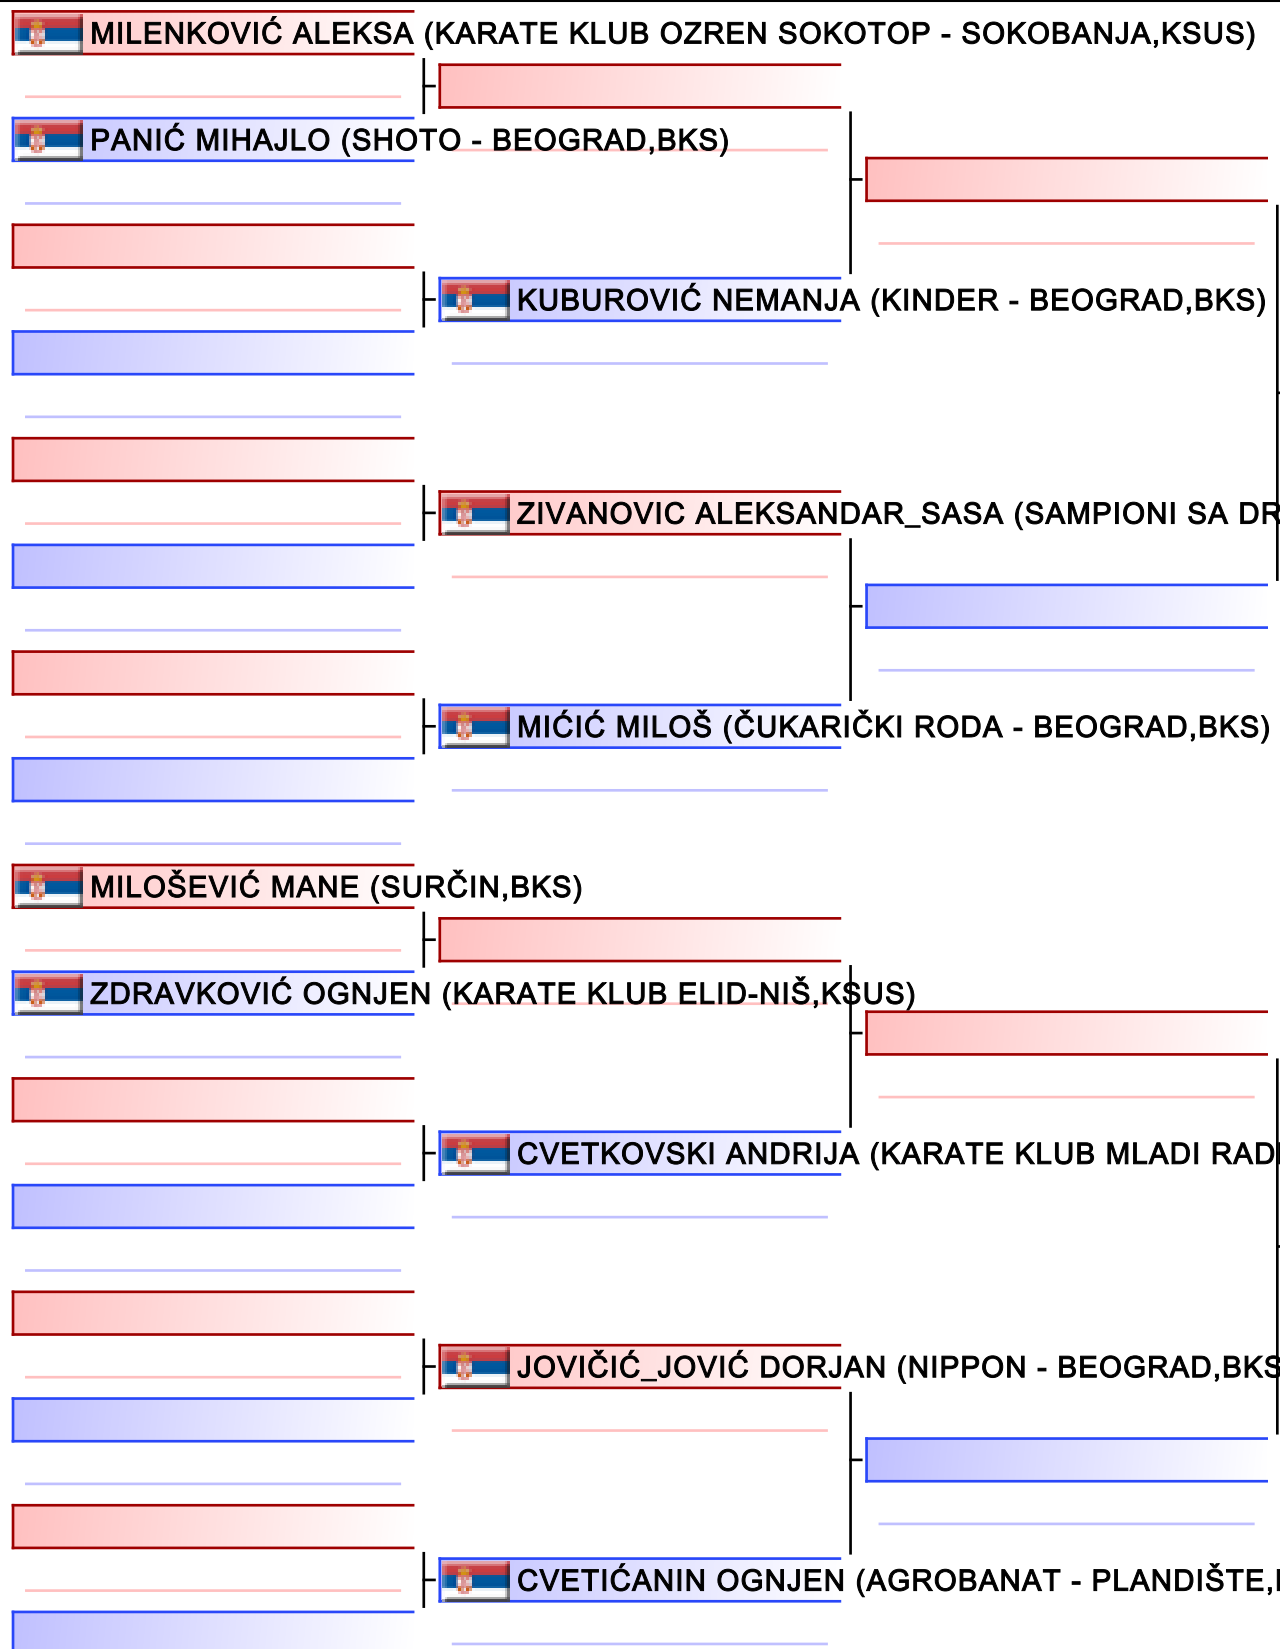 MILENKOVIĆ ALEKSA (KARATE KLUB OZREN SOKOTOP - SOKOBANJA,KSUS)
PANIĆ MIHAJLO (SHOTO - BEOGRAD,BKS)
KUBUROVIĆ NEMANJA (KINDER - BEOGRAD,BKS)
ZIVANOVIC ALEKSANDAR_SASA (SAMPIONI SA DR
MIĆIĆ MILOŠ (ČUKARIČKI RODA - BEOGRAD,BKS)
MILOŠEVIĆ MANE (SURČIN,BKS)
ZDRAVKOVIĆ OGNJEN (KARATE KLUB ELID-NIŠ,KSUS)
CVETKOVSKI ANDRIJA (KARATE KLUB MLADI RAD
JOVIČIĆ_JOVIĆ DORJAN (NIPPON - BEOGRAD,BKS
CVETIĆANIN OGNJEN (AGROBANAT - PLANDIŠTE,